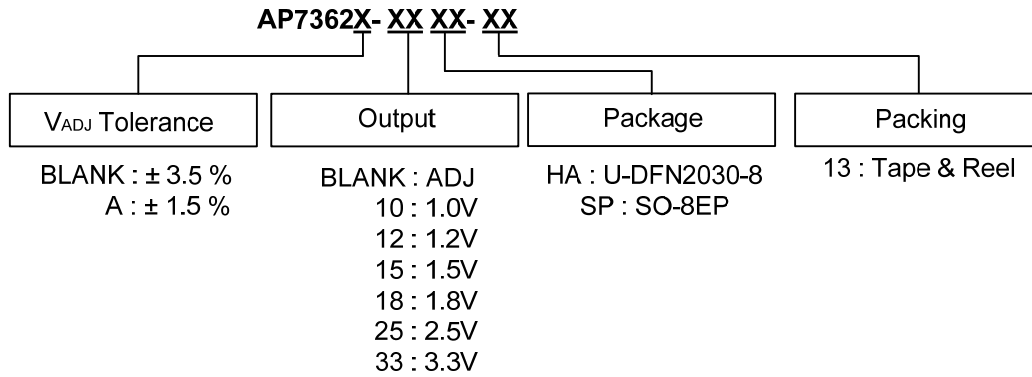 AP7362X- XX XX- XX
VADJ Tolerance
BLANK : ± 3.5 %
A : ± 1.5 %
Output
BLANK : ADJ
10 : 1.0V
12 : 1.2V
15 : 1.5V
18 : 1.8V
25 : 2.5V
33 : 3.3V
Package
HA : U-DFN2030-8
SP : SO-8EP
Packing
13 : Tape & Reel